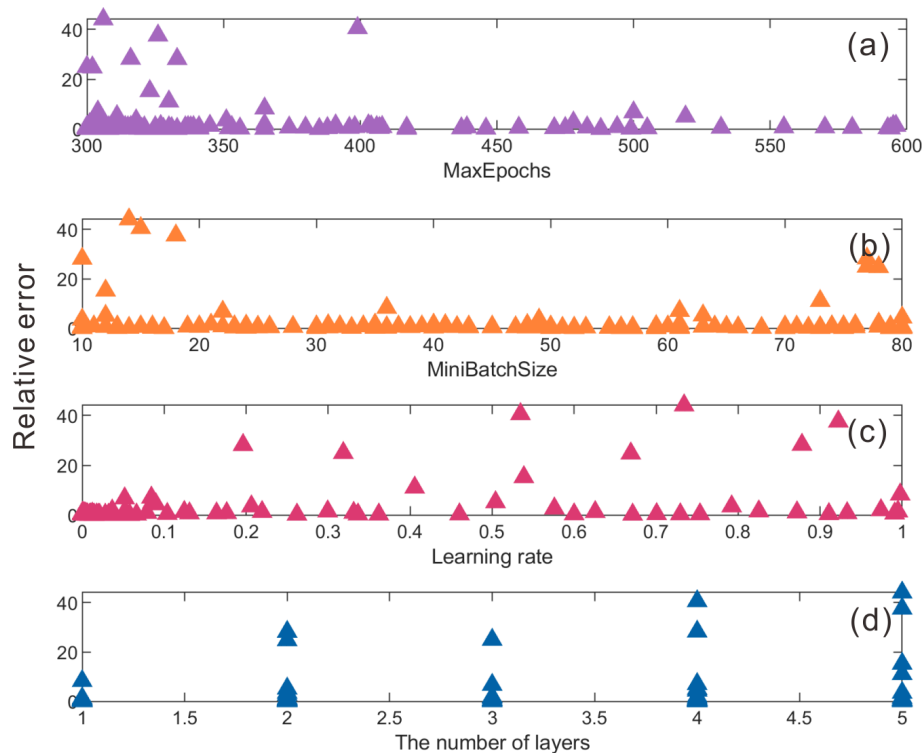 Relative error
40
(a)
20
0
300 350 400 450 500 550 600
MaxEpochs
40
(b)
20
0
10 20 30 40 50 60 70 80
MiniBatchSize
40
(c)
20
0
0 0.1 0.2 0.3 0.4 0.5 0.6 0.7 0.8 0.9 1
Learning rate
40
(d)
20
0
1 1.5 2 2.5 3 3.5 4 4.5 5
The number of layers